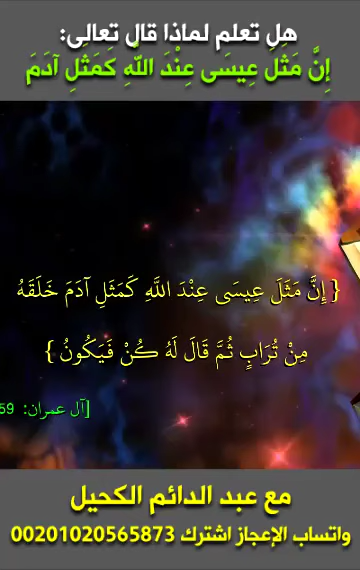 هل تعلم لماذا قال تعالى:
إِنَّ مَثَلَ عِيسَى عِنْدَ اللَّهِ كَمَثَلِ آدَمَ
{ إِنَّ مَثَلَ عِيسَى عِنْدَ اللَّهِ كَمَثَلِ آدَمَ خَلَقَهُ
مِنْ تُرَابٍ ثُمَّ قَالَ لَهُ كُنْ فَيَكُونُ }
[آل عمران: 59
مع عبد الدائم الكحيل
واتساب الإعجاز اشترك 00201020565873